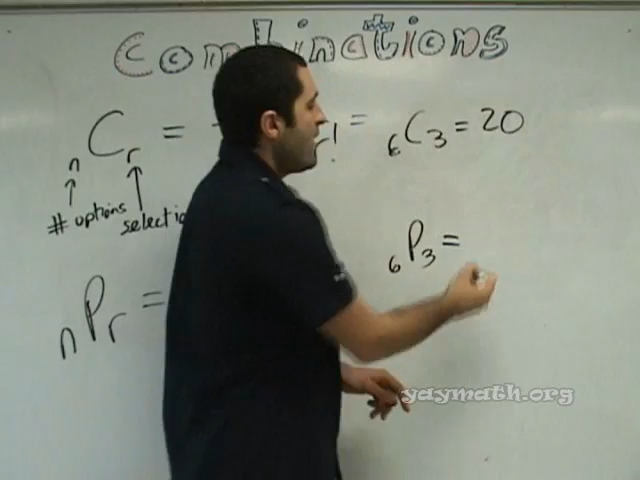 Combinations
nCr = r! = 6C3 = 20
# options selectio
6P3 =
nPr =
yaymath.org